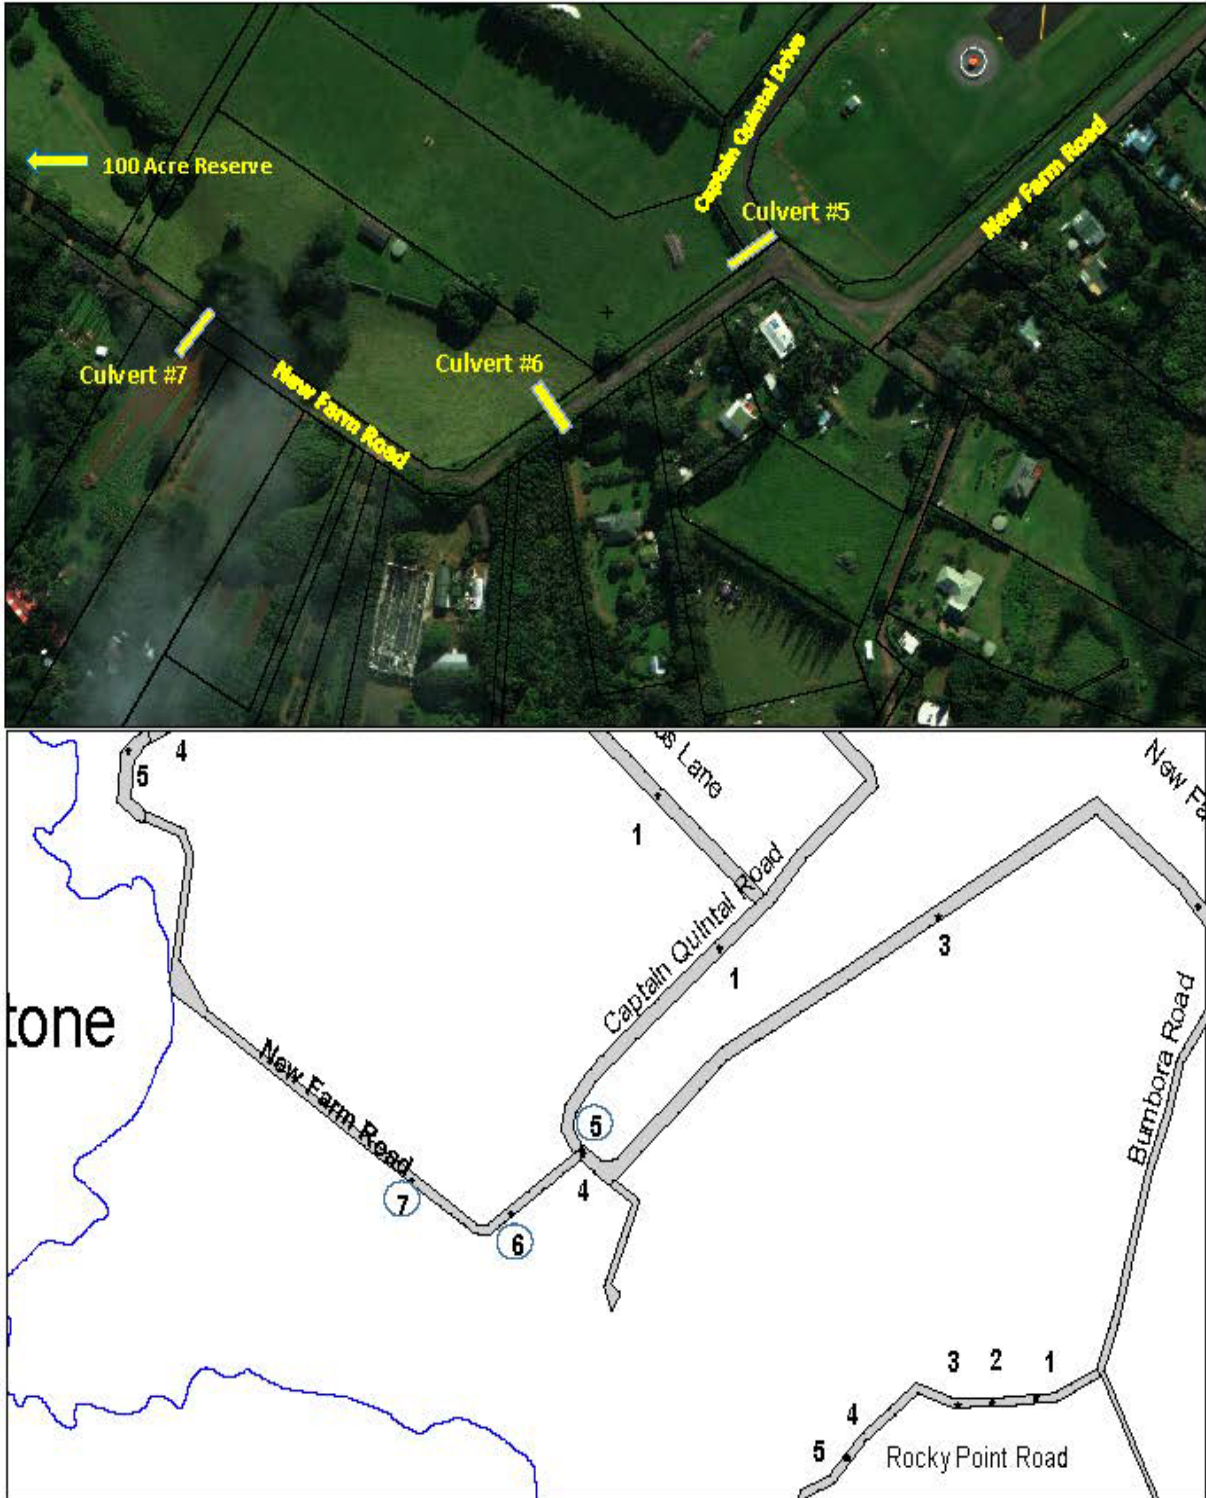 Captain Quintal Drive
New Farm Road
100 Acre Reserve
Culvert #5
Culvert #6
Culvert #7
New Farm Road
4
5
Lane
New
1
Captain Quintal Road
3
1
tone
Bumbora Road
New Farm Road
5
4
7
6
3
2
1
4
5
Rocky Point Road